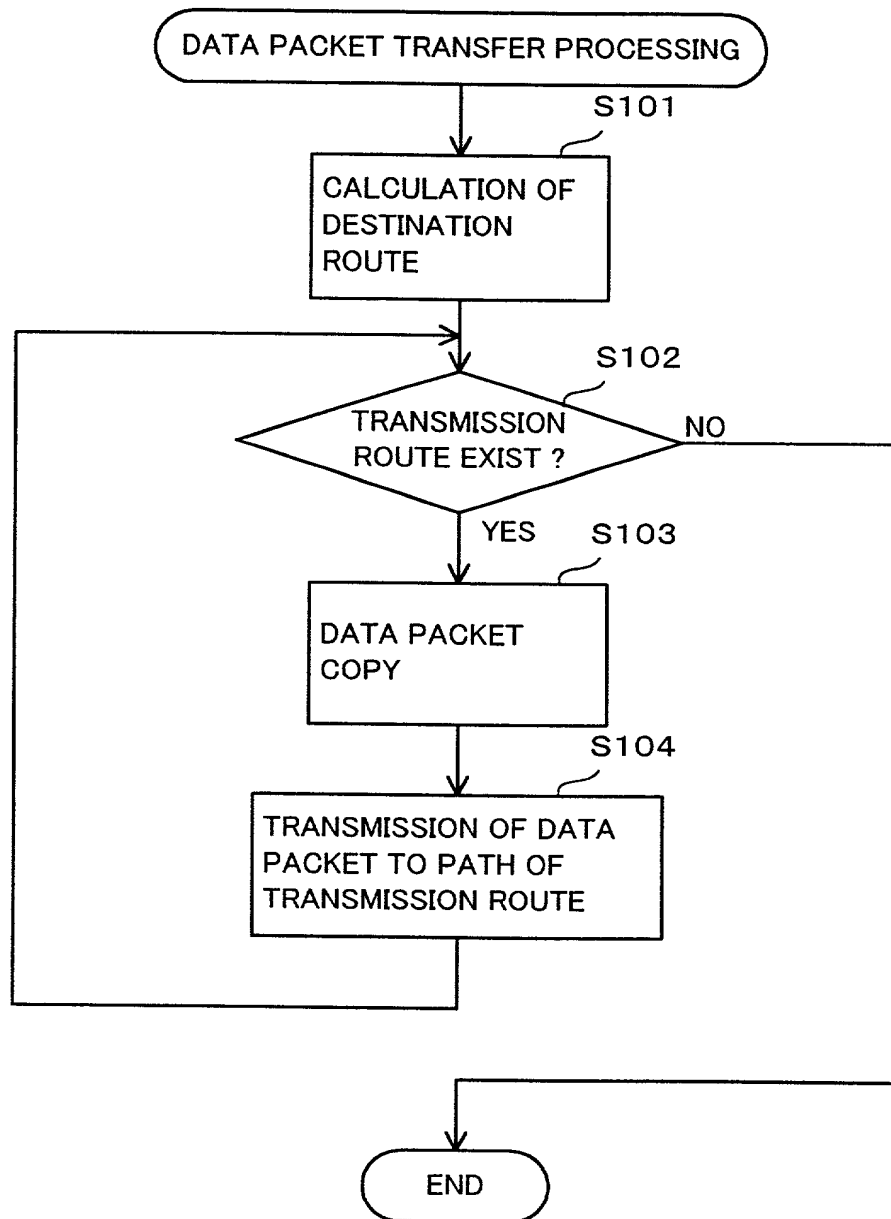 DATA PACKET TRANSFER PROCESSING
S101
CALCULATION OF
DESTINATION
ROUTE
S102
TRANSMISSION
ROUTE EXIST ?
NO
YES
S103
DATA PACKET
COPY
S104
TRANSMISSION OF DATA
PACKET TO PATH OF
TRANSMISSION ROUTE
END